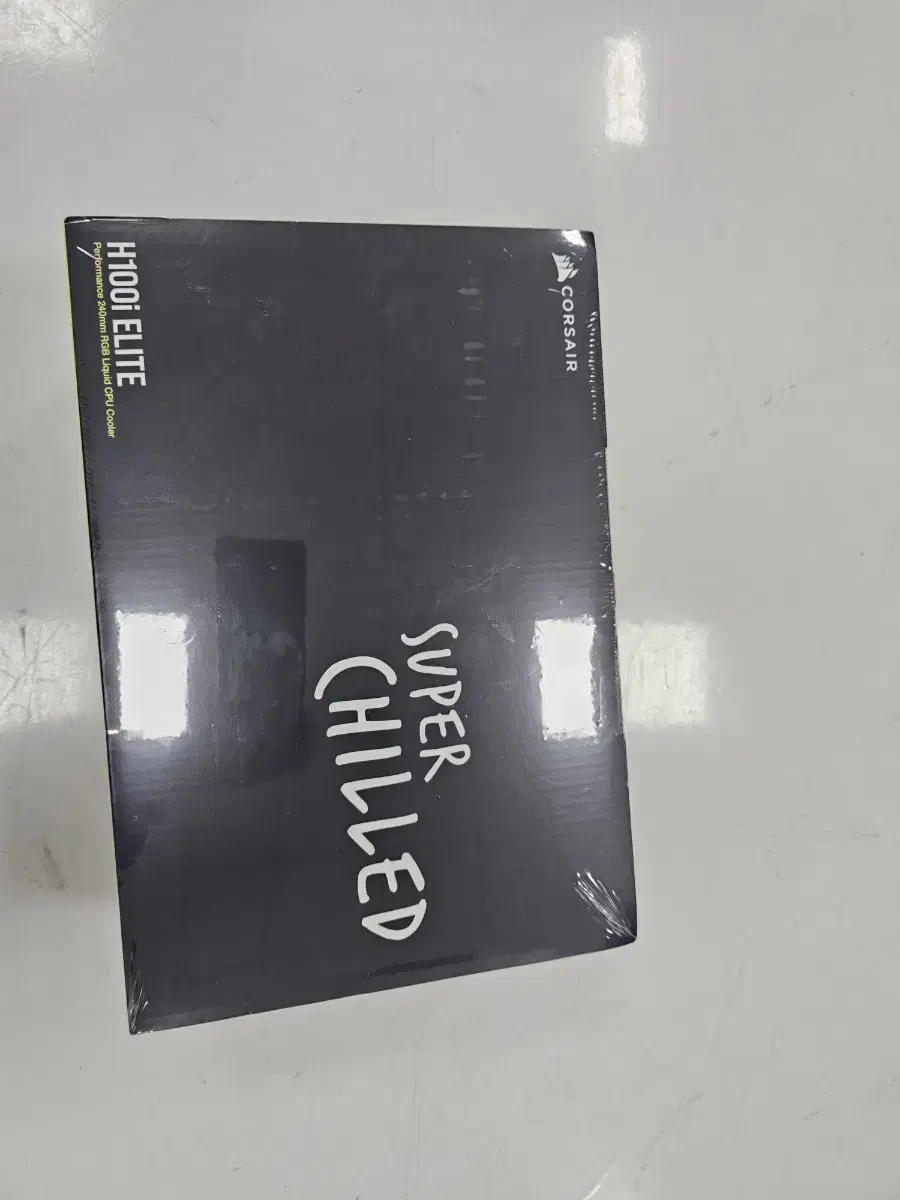 CORSAIR
SUPER
CHILLED
H100i ELITE
Performance 240mm RGB Liquid CPU Cooler